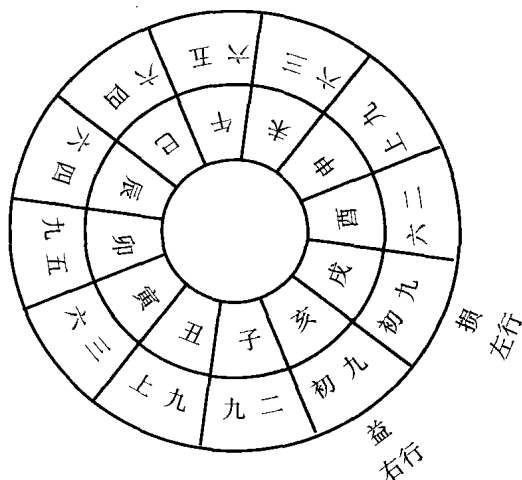 六五
六三
上九
六二
初九
初九
九二
上九
六三
九五
六四
六四
午
未
申
酉
戌
亥
子
丑
寅
卯
辰
巳
损
左行
益
右行